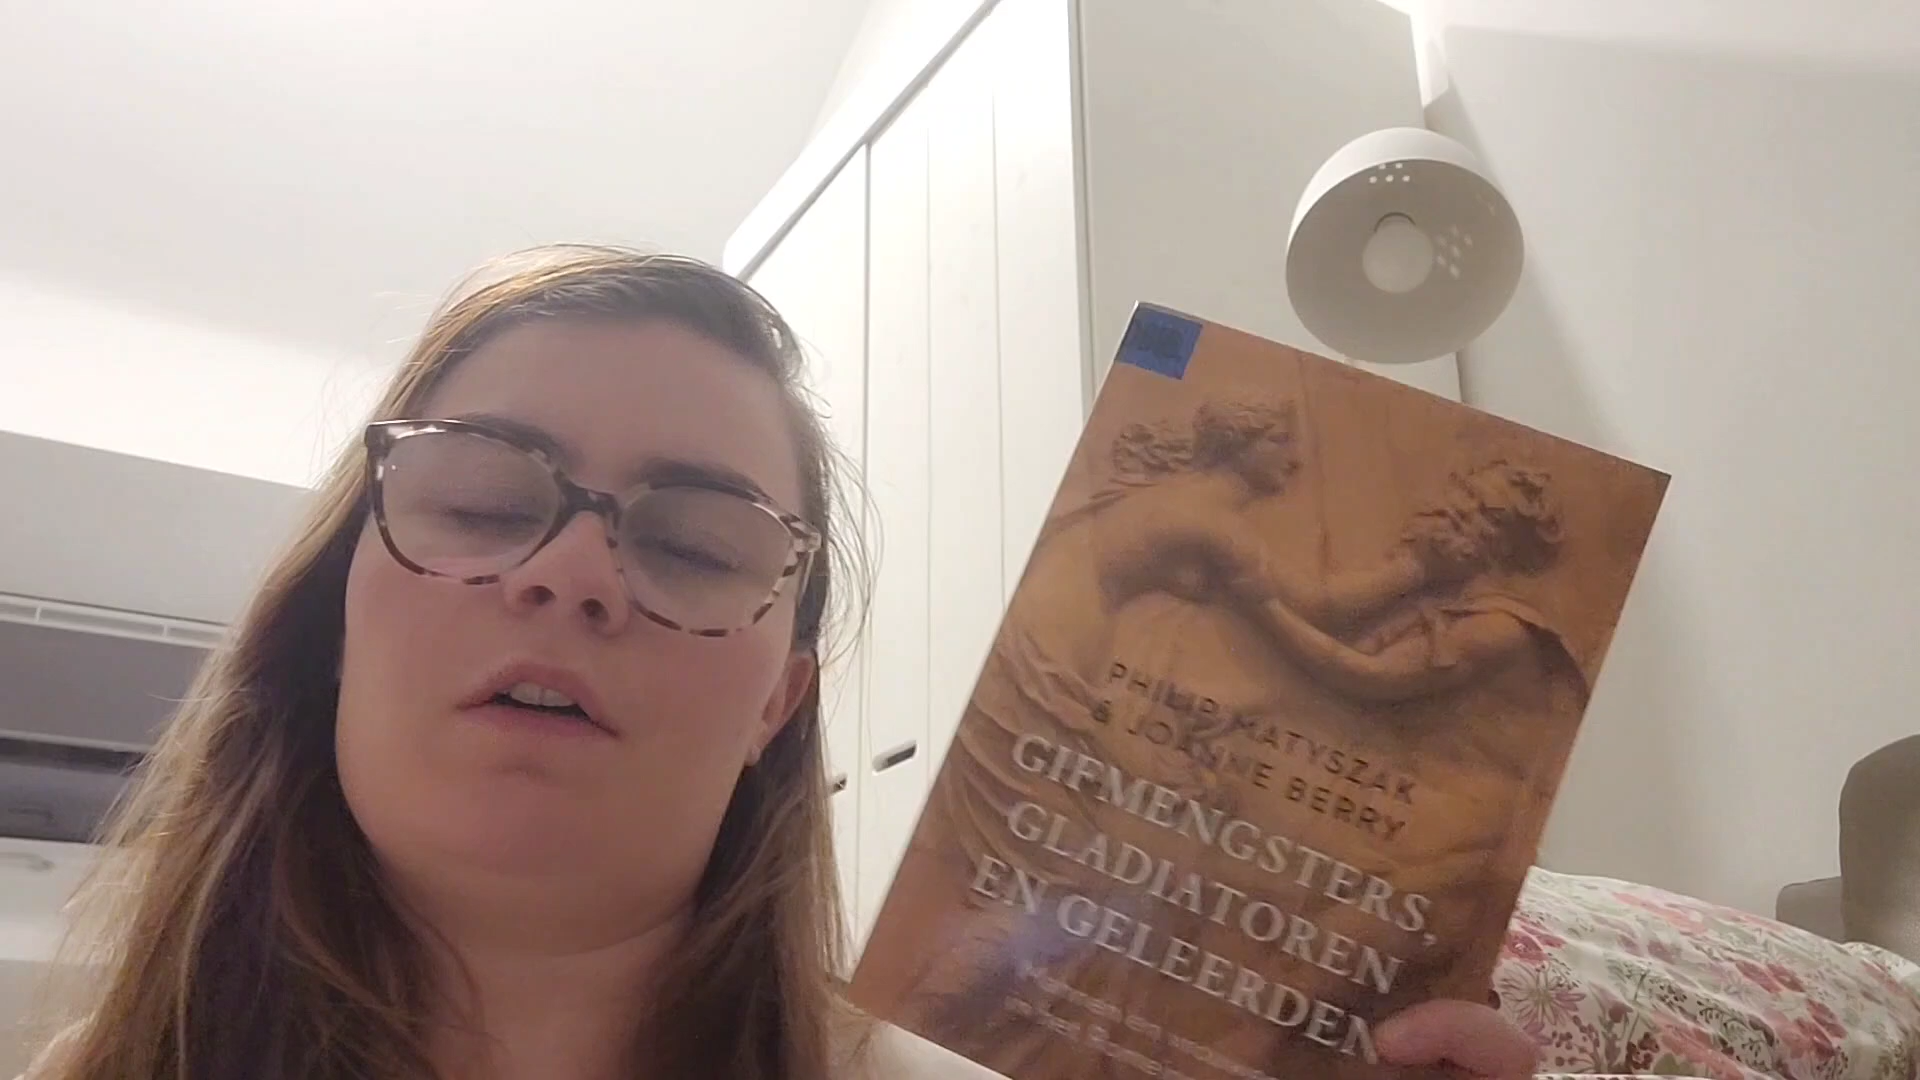 PHILIP MATYSZAK
& JOANNE BERRY
GIFMENGSTERS,
GLADIATOREN
EN GELEERDEN